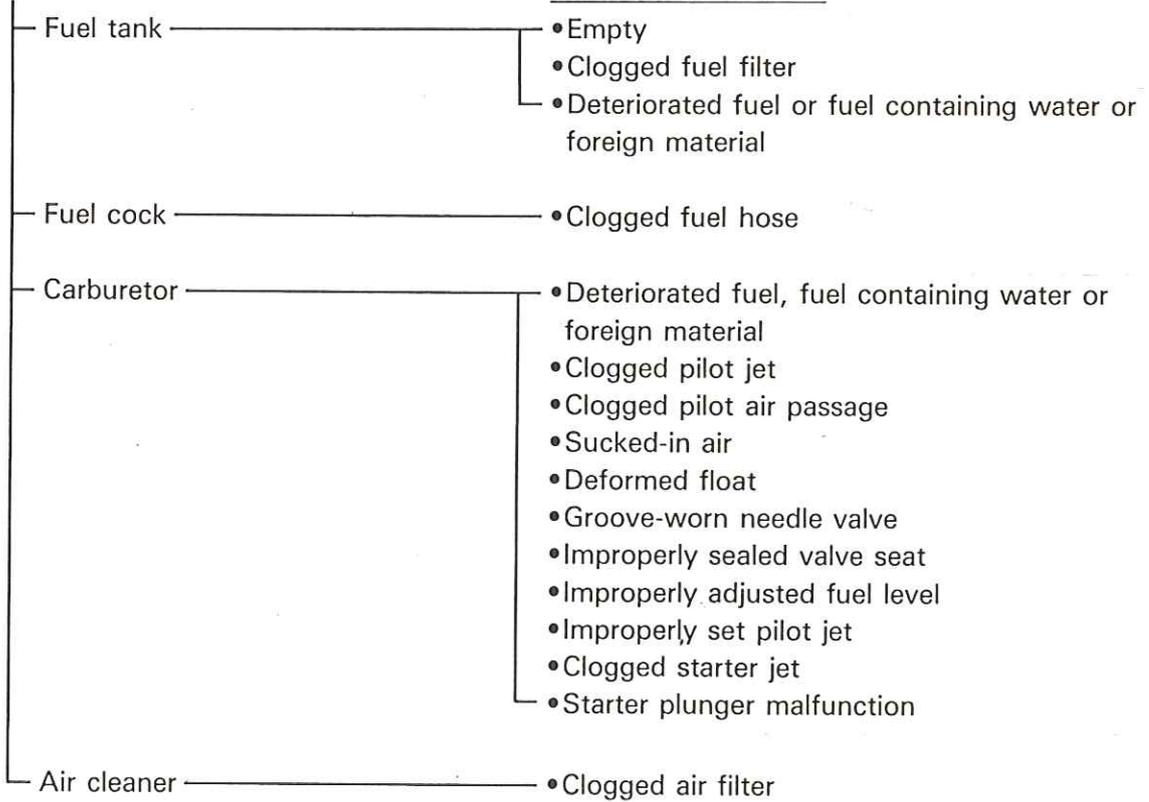 Fuel tank
•Empty
•Clogged fuel filter
•Deteriorated fuel or fuel containing water or
foreign material
Fuel cock
•Clogged fuel hose
Carburetor
•Deteriorated fuel, fuel containing water or
foreign material
•Clogged pilot jet
•Clogged pilot air passage
•Sucked-in air
•Deformed float
•Groove-worn needle valve
•Improperly sealed valve seat
•Improperly adjusted fuel level
•Improperly set pilot jet
•Clogged starter jet
•Starter plunger malfunction
Air cleaner
•Clogged air filter